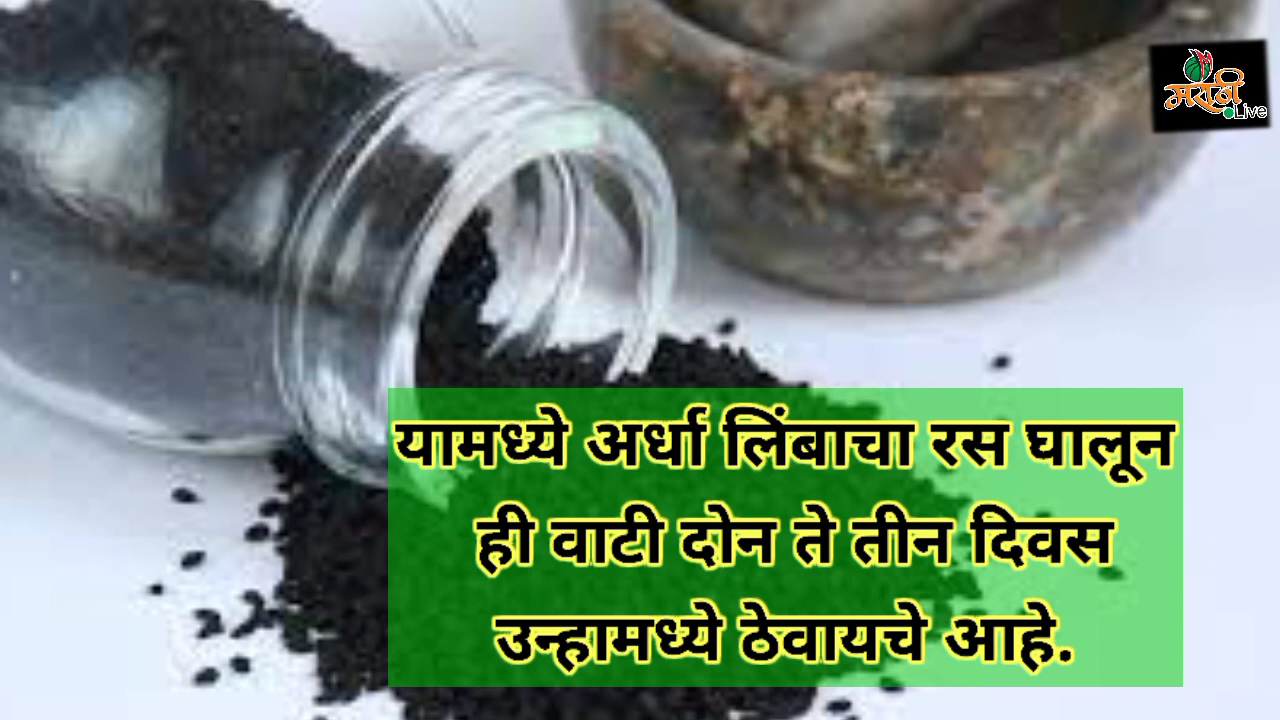 मराठी
Live
यामध्ये अर्धा लिंबाचा रस घालून
ही वाटी दोन ते तीन दिवस
उन्हामध्ये ठेवायचे आहे.